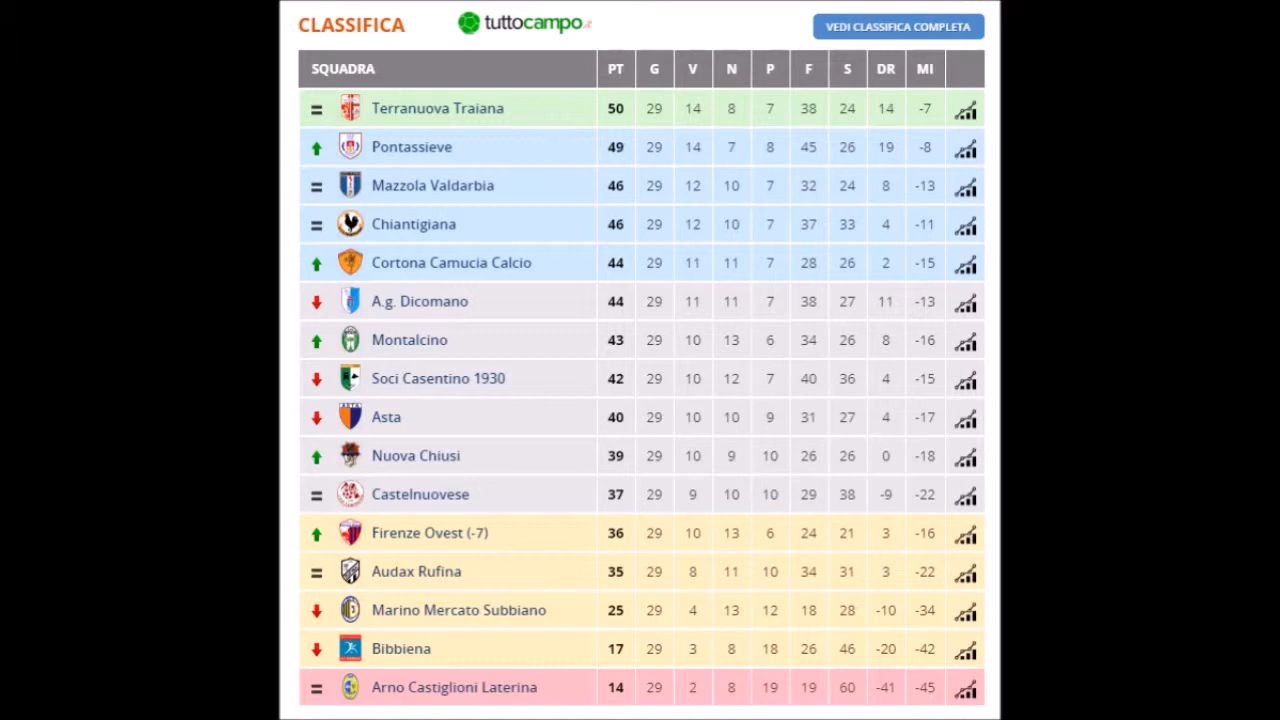 CLASSIFICA tuttocampo.it VEDI CLASSIFICA COMPLETA
SQUADRA PT G V N P F S DR MI
= Terranuova Traiana 50 29 14 8 7 38 24 14 -7
Pontassieve 49 29 14 7 8 45 26 19 -8
= Mazzola Valdarbia 46 29 12 10 7 32 24 8 -13
= Chiantigiana 46 29 12 10 7 37 33 4 -11
Cortona Camucia Calcio 44 29 11 11 7 28 26 2 -15
A.g. Dicomano 44 29 11 11 7 38 27 11 -13
Montalcino 43 29 10 13 6 34 26 8 -16
Soci Casentino 1930 42 29 10 12 7 40 36 4 -15
ASTA Asta 40 29 10 10 9 31 27 4 -17
Nuova Chiusi 39 29 10 9 10 26 26 0 -18
= Castelnuovese 37 29 9 10 10 29 38 -9 -22
Firenze Ovest (-7) 36 29 10 13 6 24 21 3 -16
= Audax Rufina 35 29 8 11 10 34 31 3 -22
Marino Mercato Subbiano 25 29 4 13 12 18 28 -10 -34
Bibbiena 17 29 3 8 18 26 46 -20 -42
= Arno Castiglioni Laterina 14 29 2 8 19 19 60 -41 -45